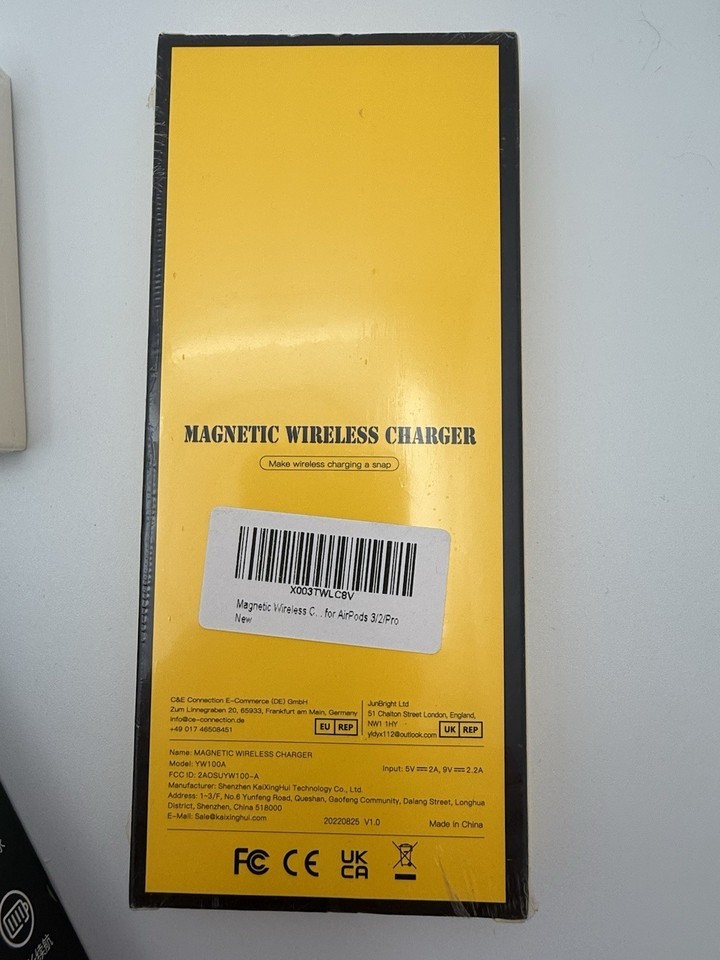 MAGNETIC WIRELESS CHARGER
Make wireless charging a snap
X003TWLC8V
Magnetic Wireless C...for AirPods 3/2/Pro
New
C&E Connection E-Commerce (DE) GmbH
Zum Linnegraben 20, 65933, Frankfurt am Main, Germany
info@ce-connection.de
+49 017 46508451
EU REP
JunBright Ltd
51 Chalton Street London, England,
NW1 1HY
yldyx112@outlook.com
UK REP
Name: MAGNETIC WIRELESS CHARGER
Model: YW100A
Input: 5V⎓2A, 9V⎓2.2A
FCC ID: 2AOSUYW100-A
Manufacturer: Shenzhen KaiXingHui Technology Co., Ltd.
Address: 1-3/F, No.6 Yunfeng Road, Queshan, Gaofeng Community, Dalang Street, Longhua
District, Shenzhen, China 518000
E-Mail: Sale@kaixinghui.com
20220825 V1.0
Made in China
FC CE UK
CA
续航